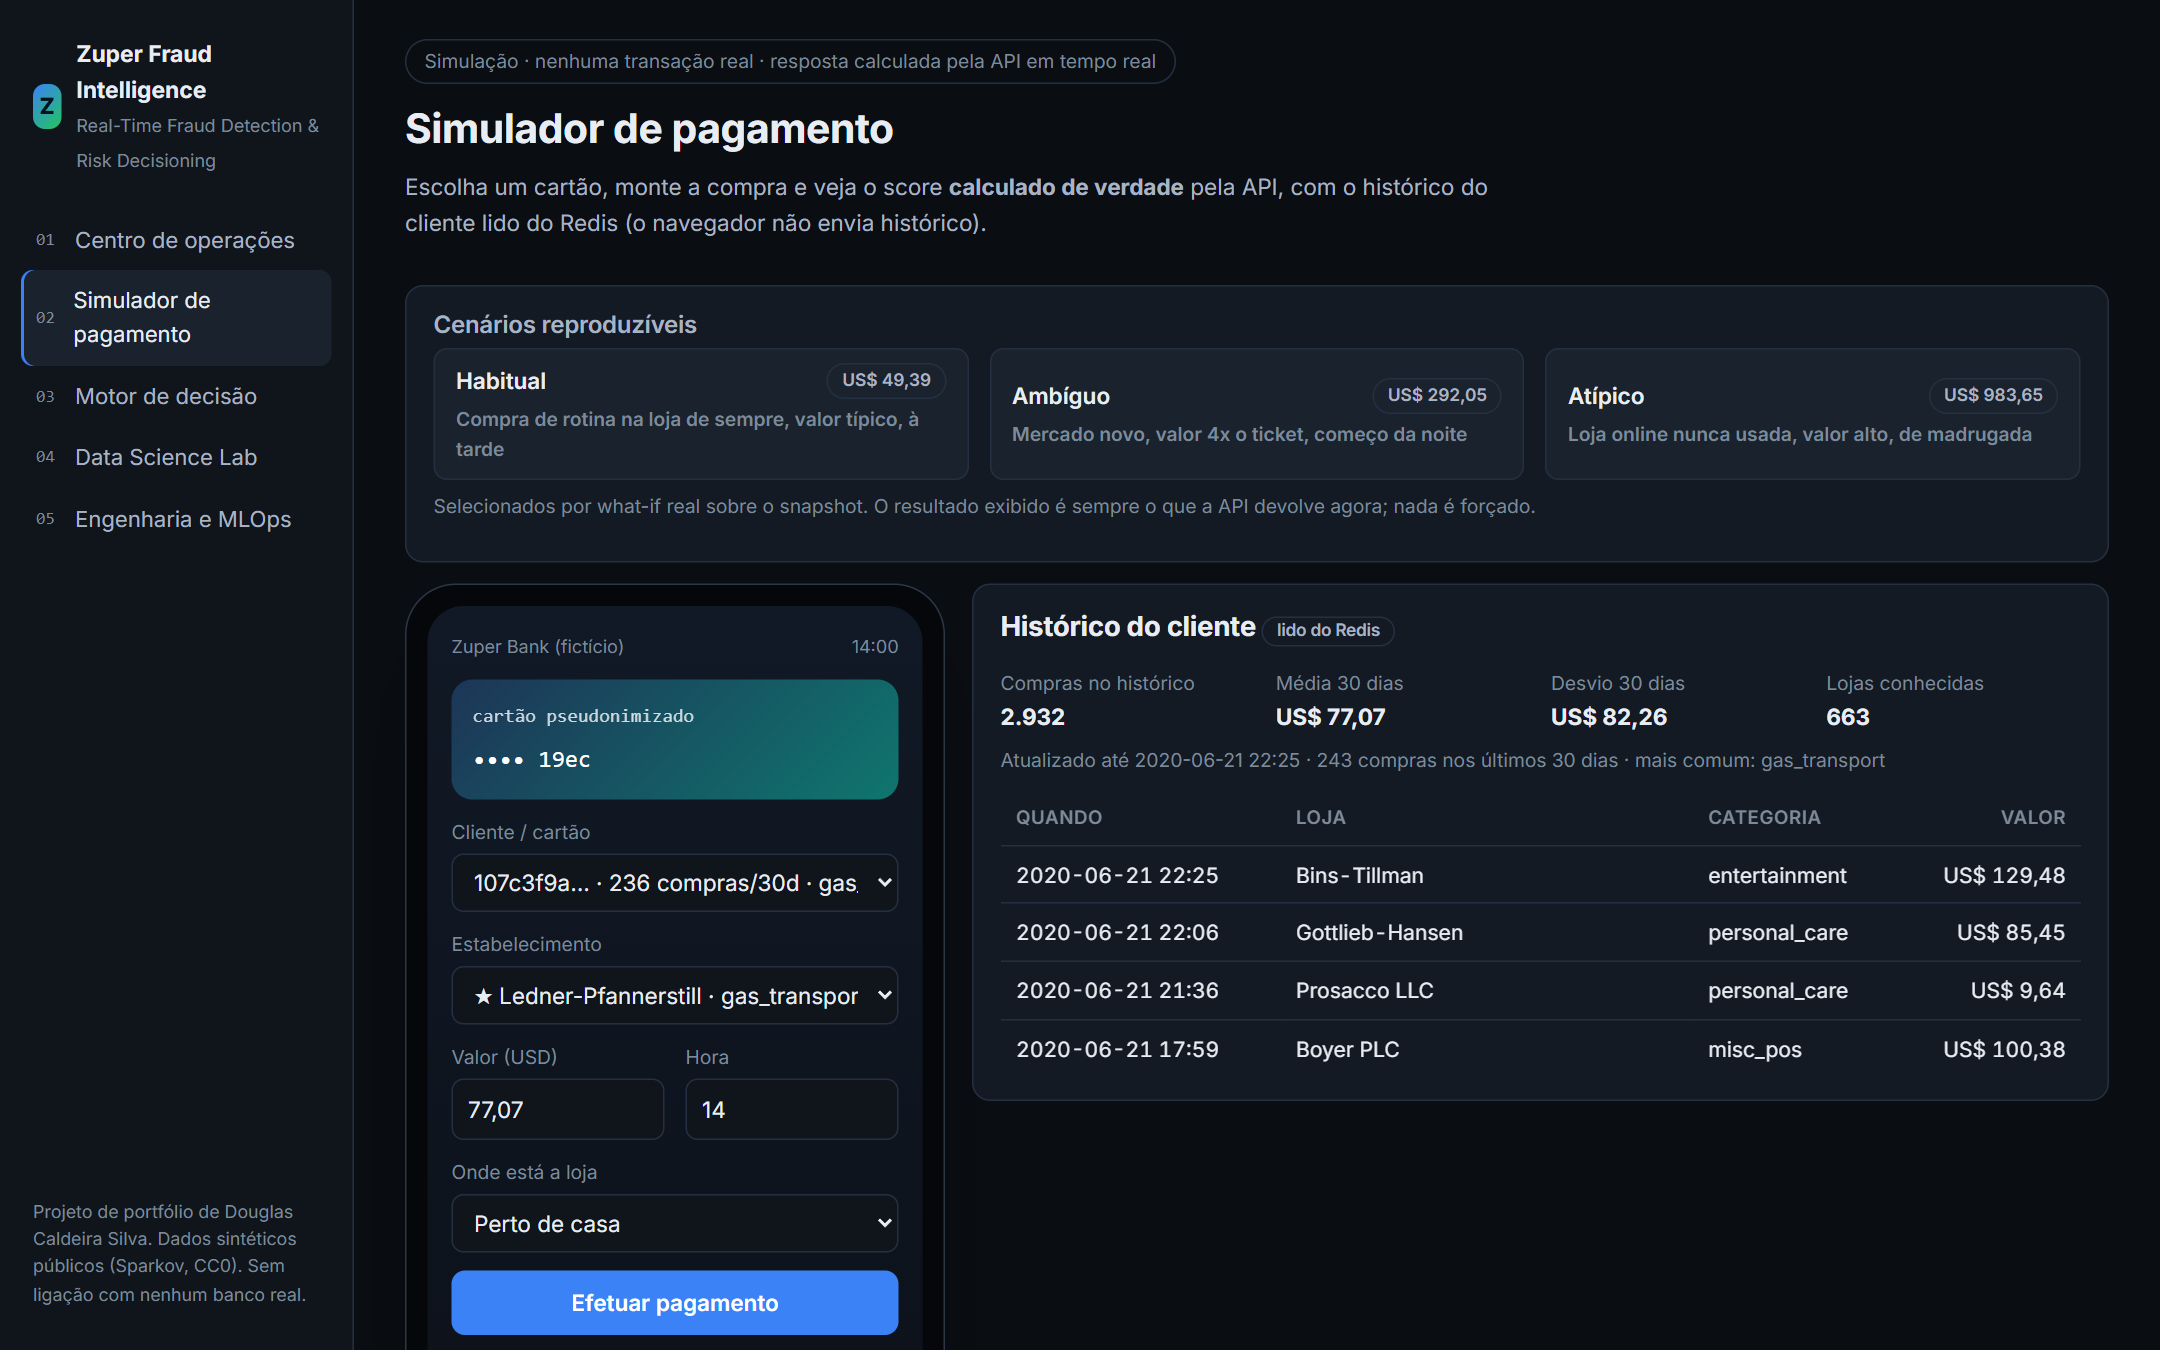 Z
Zuper Fraud
Intelligence
Real-Time Fraud Detection &
Risk Decisioning
01 Centro de operações
02 Simulador de
pagamento
03 Motor de decisão
04 Data Science Lab
05 Engenharia e MLOps
Projeto de portfólio de Douglas
Caldeira Silva. Dados sintéticos
públicos (Sparkov, CC0). Sem
ligação com nenhum banco real.
Simulação · nenhuma transação real · resposta calculada pela API em tempo real
Simulador de pagamento
Escolha um cartão, monte a compra e veja o score calculado de verdade pela API, com o histórico do
cliente lido do Redis (o navegador não envia histórico).
Cenários reproduzíveis
Habitual US$ 49,39
Compra de rotina na loja de sempre, valor típico, à
tarde
Ambíguo US$ 292,05
Mercado novo, valor 4x o ticket, começo da noite
Atípico US$ 983,65
Loja online nunca usada, valor alto, de madrugada
Selecionados por what-if real sobre o snapshot. O resultado exibido é sempre o que a API devolve agora; nada é forçado.
Zuper Bank (fictício) 14:00
cartão pseudonimizado
•••• 19ec
Cliente / cartão
107c3f9a... · 236 compras/30d · gas_
Estabelecimento
★ Ledner-Pfannerstill · gas_transpor
Valor (USD) Hora
77,07 14
Onde está a loja
Perto de casa
Efetuar pagamento
Histórico do cliente lido do Redis
Compras no histórico Média 30 dias Desvio 30 dias Lojas conhecidas
2.932 US$ 77,07 US$ 82,26 663
Atualizado até 2020-06-21 22:25 · 243 compras nos últimos 30 dias · mais comum: gas_transport
QUANDO LOJA CATEGORIA VALOR
2020-06-21 22:25 Bins-Tillman entertainment US$ 129,48
2020-06-21 22:06 Gottlieb-Hansen personal_care US$ 85,45
2020-06-21 21:36 Prosacco LLC personal_care US$ 9,64
2020-06-21 17:59 Boyer PLC misc_pos US$ 100,38